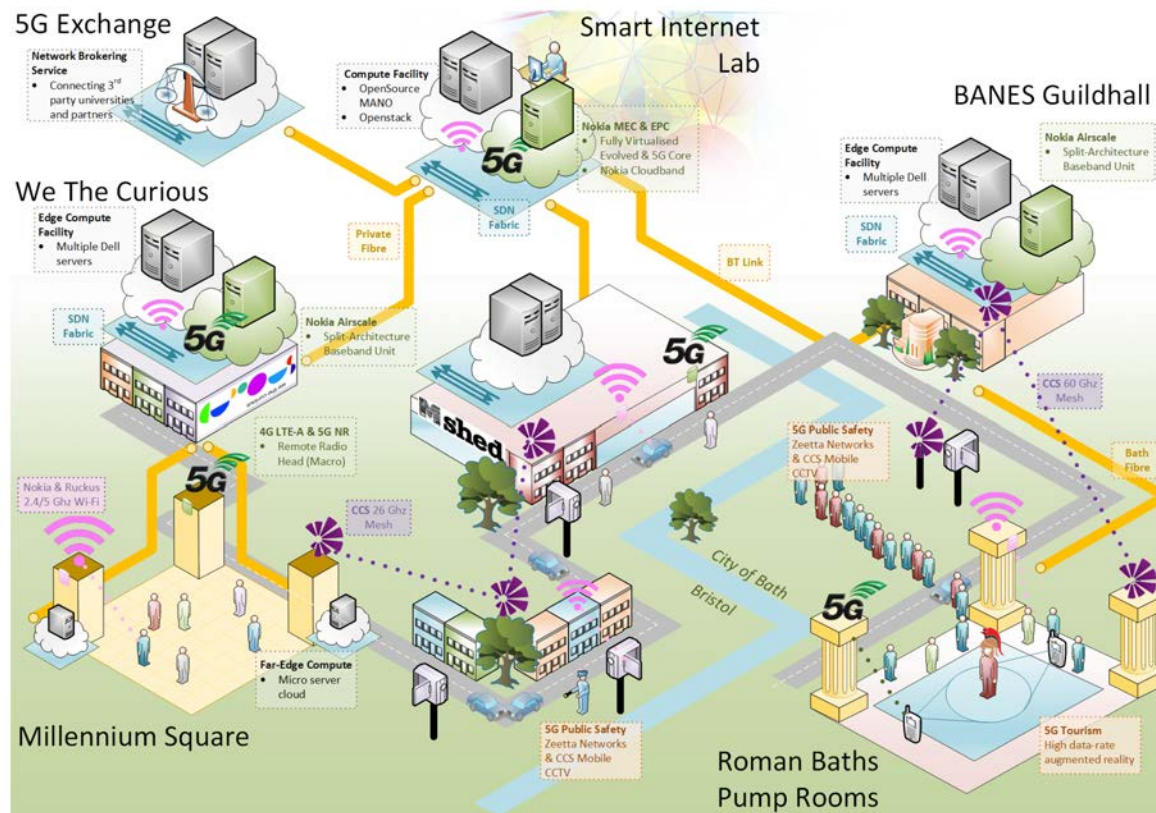 5G Exchange
Network Brokering
Service
• Connecting 3rd
party universities
and partners
Smart Internet
Lab
Compute Facility
• OpenSource
MANO
• Openstack
5G
Nokia MEC & EPC
• Fully Virtualised
Evolved & 5G Core
• Nokia Cloudband
SDN
Fabric
BANES Guildhall
Nokia Airscale
• Split-Architecture
Baseband Unit
Edge Compute
Facility
• Multiple Dell
servers
SDN
Fabric
We The Curious
Edge Compute
Facility
• Multiple Dell
servers
SDN
Fabric
5G
Private
Fibre
BT Link
Nokia Airscale
• Split-Architecture
Baseband Unit
5G
M shed
CCS 60 Ghz
Mesh
4G LTE-A & 5G NR
• Remote Radio
Head (Macro)
5G
5G Public Safety
Zeetta Networks
& CCS Mobile
CCTV
Bath
Fibre
Nokia & Ruckus
2.4/5 Ghz Wi-Fi
CCS 26 Ghz
Mesh
City of Bath
Bristol
5G
Far-Edge Compute
• Micro server
cloud
Millennium Square
5G Public Safety
Zeetta Networks
& CCS Mobile
CCTV
5G Tourism
High data-rate
augmented reality
Roman Baths
Pump Rooms